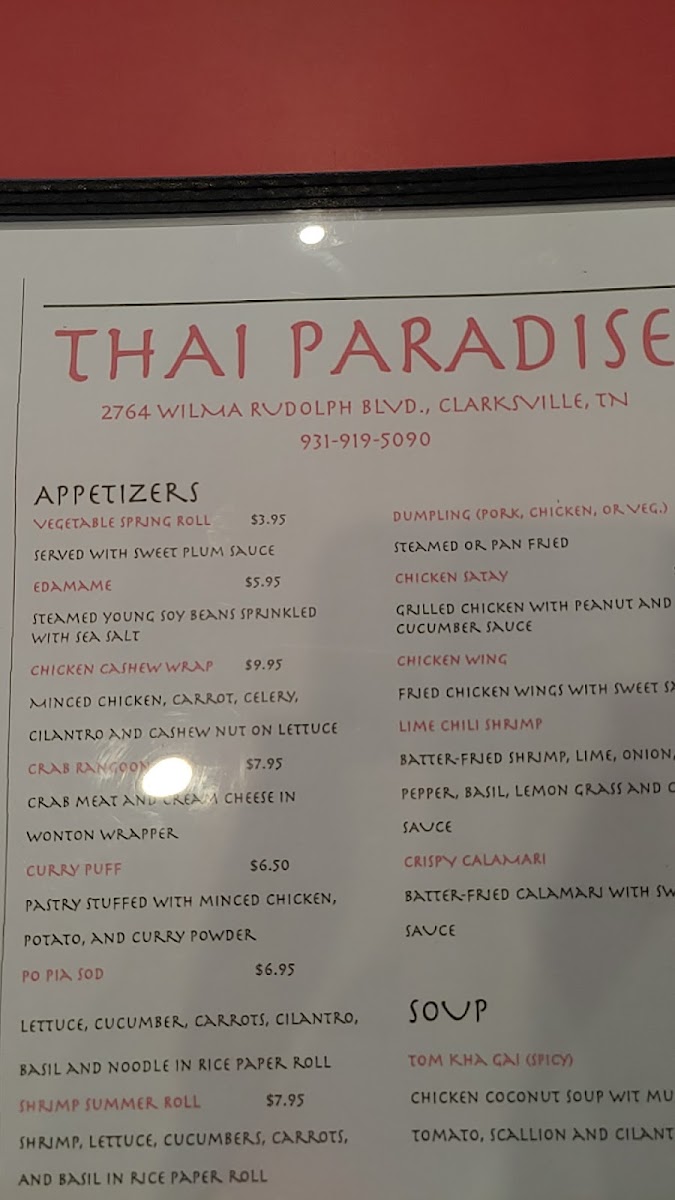 THAI PARADISE
2764 WILMA RUDOLPH BLVD., CLARKSVILLE, TN
931-919-5090
APPETIZERS
VEGETABLE SPRING ROLL $3.95
SERVED WITH SWEET PLUM SAUCE
EDAMAME $5.95
STEAMED YOUNG SOY BEANS SPRINKLED
WITH SEA SALT
CHICKEN CASHEW WRAP $9.95
MINCED CHICKEN, CARROT, CELERY,
CILANTRO AND CASHEW NUT ON LETTUCE
CRAB RANGOON $7.95
CRAB MEAT AND CREAM CHEESE IN
WONTON WRAPPER
CURRY PUFF $6.50
PASTRY STUFFED WITH MINCED CHICKEN,
POTATO, AND CURRY POWDER
PO PIA SOD $6.95
LETTUCE, CUCUMBER, CARROTS, CILANTRO,
BASIL AND NOODLE IN RICE PAPER ROLL
SHRIMP SUMMER ROLL $7.95
SHRIMP, LETTUCE, CUCUMBERS, CARROTS,
AND BASIL IN RICE PAPER ROLL
DUMPLING (PORK, CHICKEN, OR VEG.)
STEAMED OR PAN FRIED
CHICKEN SATAY
GRILLED CHICKEN WITH PEANUT AND
CUCUMBER SAUCE
CHICKEN WING
FRIED CHICKEN WINGS WITH SWEET
LIME CHILI SHRIMP
BATTER-FRIED SHRIMP, LIME, ONION,
PEPPER, BASIL, LEMON GRASS AND
SAUCE
CRISPY CALAMARI
BATTER-FRIED CALAMARI WITH
SAUCE
SOUP
TOM KHA GAI (SPICY)
CHICKEN COCONUT SOUP WIT
TOMATO, SCALLION AND